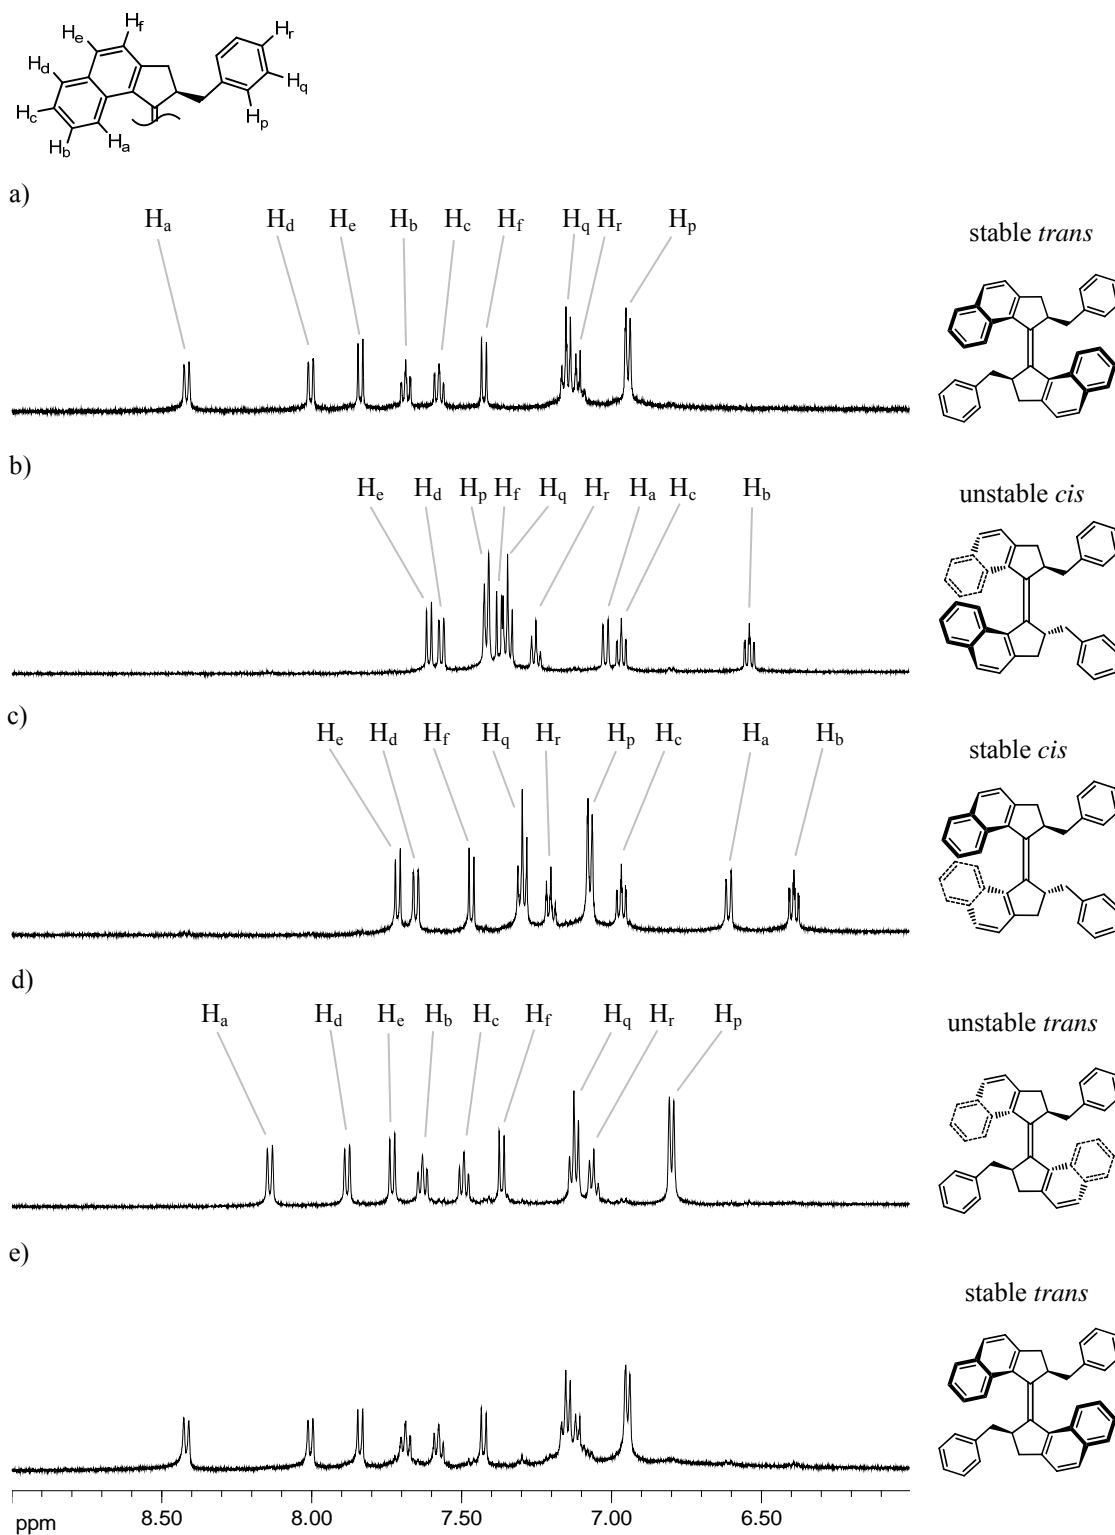 Hf
He
Hr
Hd
Hq
Hc
Hp
Hb
Ha
a)
Ha Hd He Hb Hc Hf Hq Hr Hp
stable trans
b)
He Hd Hp Hf Hq Hr Ha Hc Hb
unstable cis
c)
He Hd Hf Hq Hr Hp Hc Ha Hb
stable cis
d)
Ha Hd He Hb Hc Hf Hq Hr Hp
unstable trans
e)
stable trans
ppm 8.50 8.00 7.50 7.00 6.50